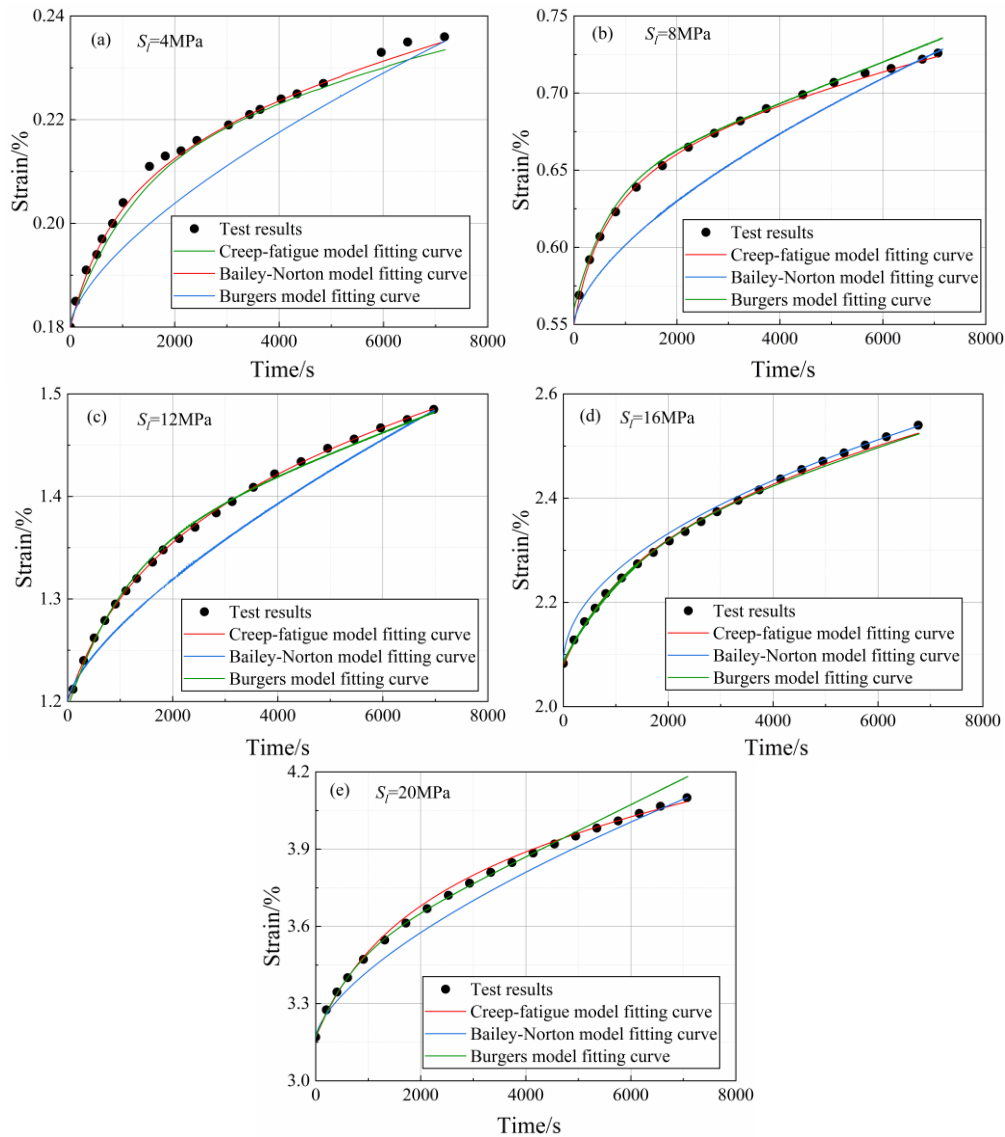 (a) S_l=4MPa
Strain/%
0.24
0.22
0.20
0.18
Test results
Creep-fatigue model fitting curve
Bailey-Norton model fitting curve
Burgers model fitting curve
0 2000 4000 6000 8000
Time/s
(b) S_l=8MPa
Strain/%
0.75
0.70
0.65
0.60
0.55
Test results
Creep-fatigue model fitting curve
Bailey-Norton model fitting curve
Burgers model fitting curve
0 2000 4000 6000 8000
Time/s
(c) S_l=12MPa
Strain/%
1.5
1.4
1.3
1.2
Test results
Creep-fatigue model fitting curve
Bailey-Norton model fitting curve
Burgers model fitting curve
0 2000 4000 6000 8000
Time/s
(d) S_l=16MPa
Strain/%
2.6
2.4
2.2
2.0
Test results
Creep-fatigue model fitting curve
Bailey-Norton model fitting curve
Burgers model fitting curve
0 2000 4000 6000 8000
Time/s
(e) S_l=20MPa
Strain/%
4.2
3.9
3.6
3.3
3.0
Test results
Creep-fatigue model fitting curve
Bailey-Norton model fitting curve
Burgers model fitting curve
0 2000 4000 6000 8000
Time/s